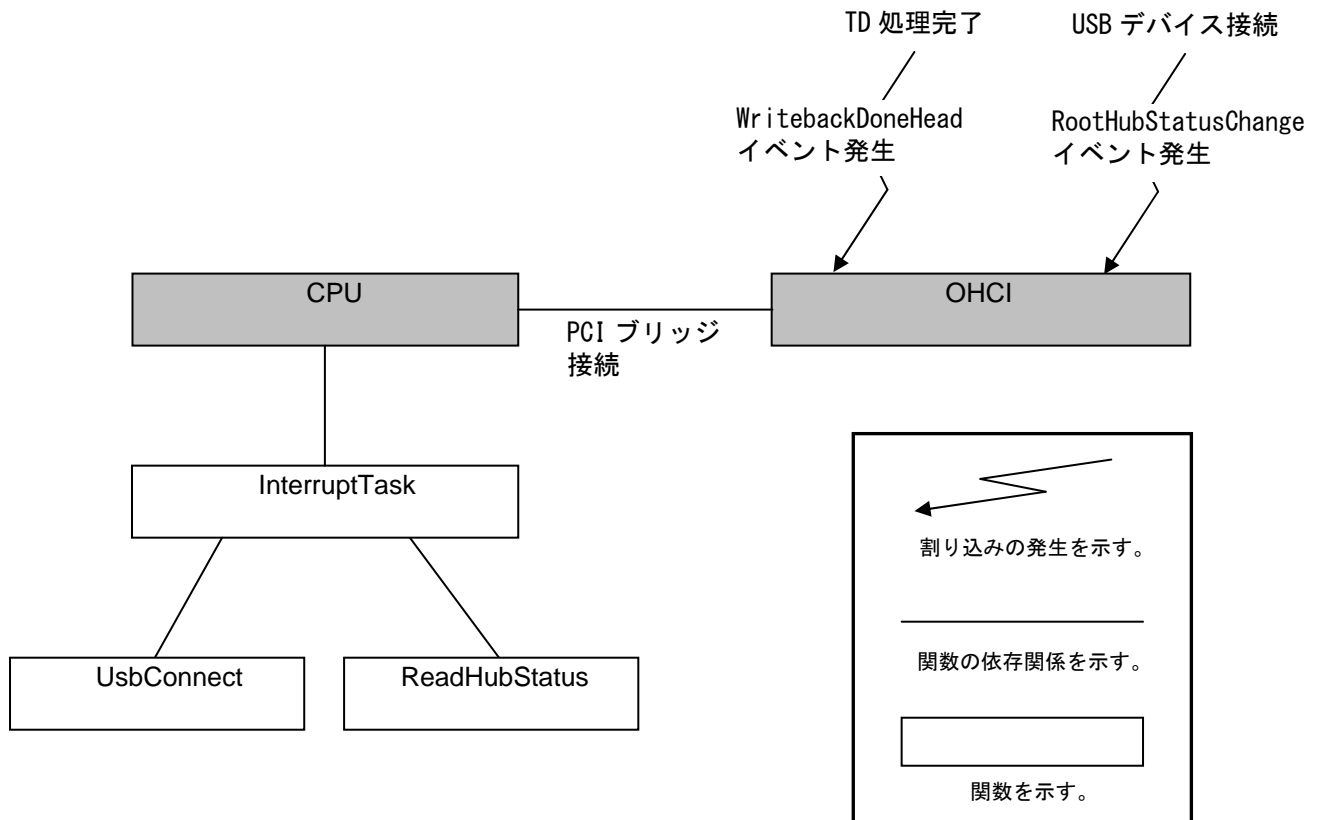 TD 処理完了
USB デバイス接続
WritebackDoneHead
イベント発生
RootHubStatusChange
イベント発生
CPU
OHCI
PCI ブリッジ
接続
InterruptTask
UsbConnect
ReadHubStatus
割り込みの発生を示す。
関数の依存関係を示す。
関数を示す。